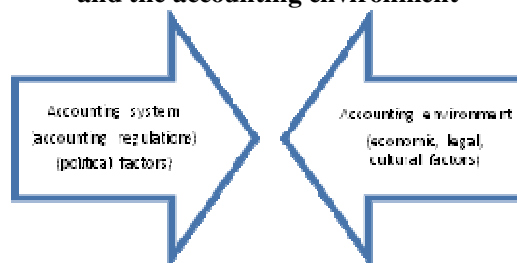 and the accounting environment
Accounting system
(accounting regulations)
(political factors)
Accounting environment
(economic, legal,
cultural factors)